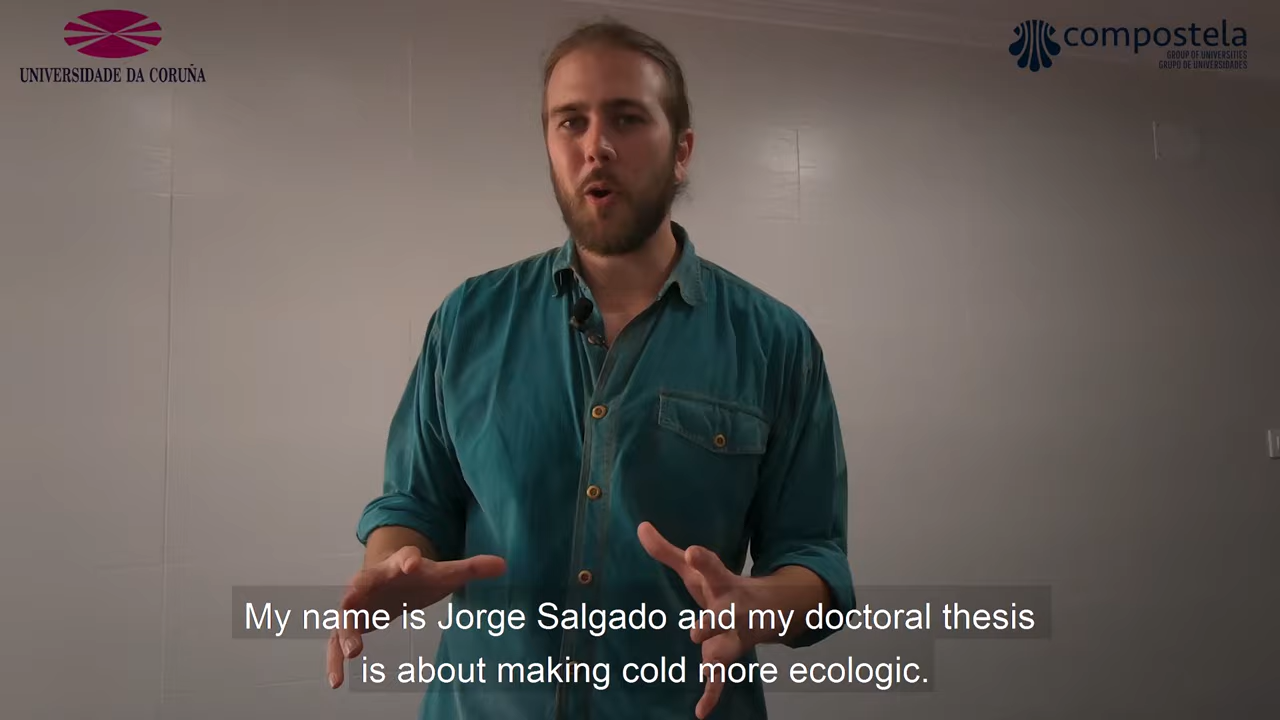 UNIVERSIDADE DA CORUÑA
compostela
GROUP OF UNIVERSITIES
GRUPO DE UNIVERSIDADES
My name is Jorge Salgado and my doctoral thesis
is about making cold more ecologic.